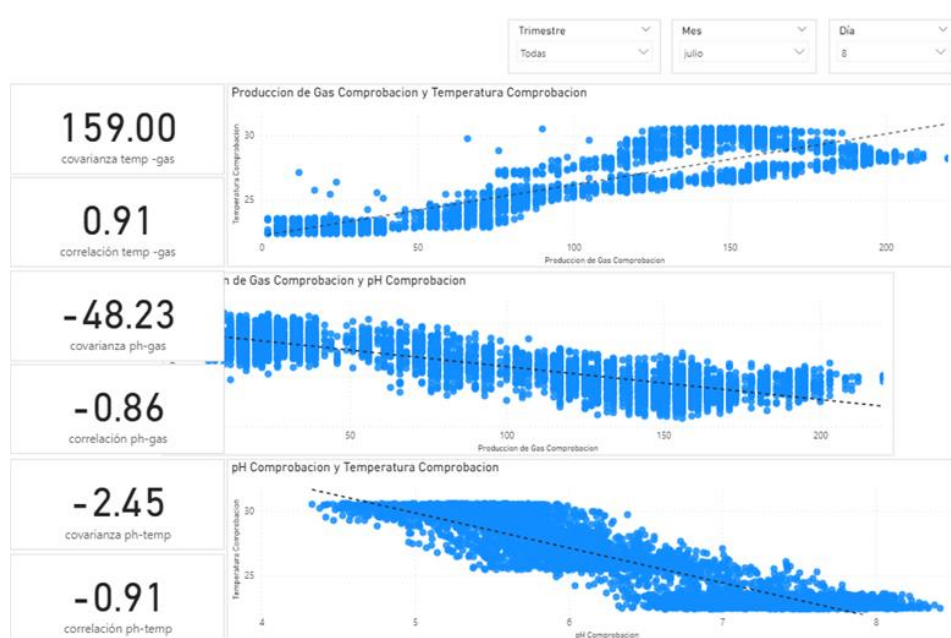 Trimestre
Todas
Mes
julio
Día
8
159.00
covarianza temp -gas
0.91
correlación temp -gas
Produccion de Gas Comprobacion y Temperatura Comprobacion
Temperatura Comprobacion
30
25
0
50
100
150
200
Produccion de Gas Comprobacion
-48.23
covarianza ph-gas
-0.86
correlación ph-gas
de Gas Comprobacion y pH Comprobacion
50
100
150
200
Produccion de Gas Comprobacion
-2.45
covarianza ph-temp
-0.91
correlación ph-temp
pH Comprobacion y Temperatura Comprobacion
Temperatura Comprobacion
30
25
4
5
6
7
8
pH Comprobacion